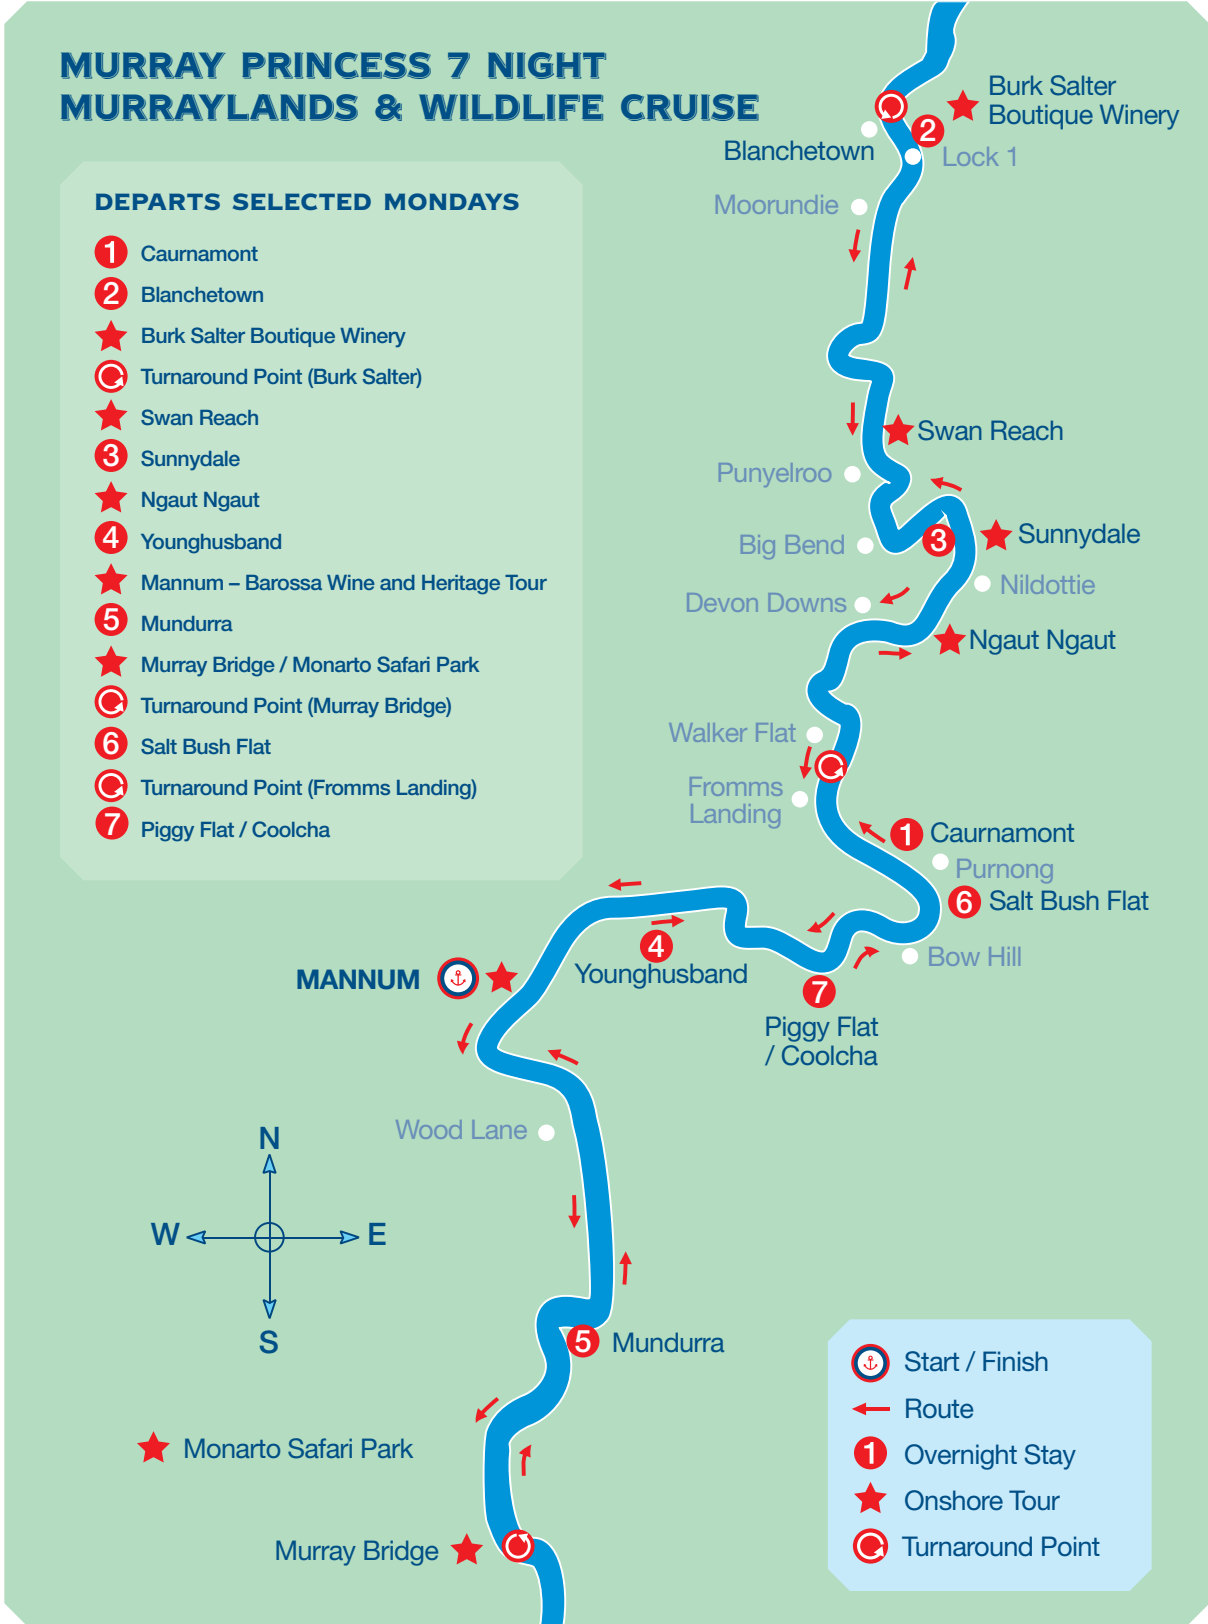 MURRAY PRINCESS 7 NIGHT
MURRAYLANDS & WILDLIFE CRUISE
DEPARTS SELECTED MONDAYS
1 Caurnamont
2 Blanchetown
Burk Salter Boutique Winery
Turnaround Point (Burk Salter)
Swan Reach
3 Sunnydale
Ngaut Ngaut
4 Younghusband
Mannum – Barossa Wine and Heritage Tour
5 Mundurra
Murray Bridge / Monarto Safari Park
Turnaround Point (Murray Bridge)
6 Salt Bush Flat
Turnaround Point (Fromms Landing)
7 Piggy Flat / Coolcha
Burk Salter
Boutique Winery
2
Blanchetown
Lock 1
Moorundie
Swan Reach
Punyelroo
3 Sunnydale
Big Bend
Nildottie
Devon Downs
Ngaut Ngaut
Walker Flat
Fromms
Landing
1 Caurnamont
Purnong
6 Salt Bush Flat
4
Younghusband
Bow Hill
MANNUM
7
Piggy Flat
/ Coolcha
Wood Lane
N
W E
S
5 Mundurra
Monarto Safari Park
Murray Bridge
Start / Finish
Route
1 Overnight Stay
Onshore Tour
Turnaround Point